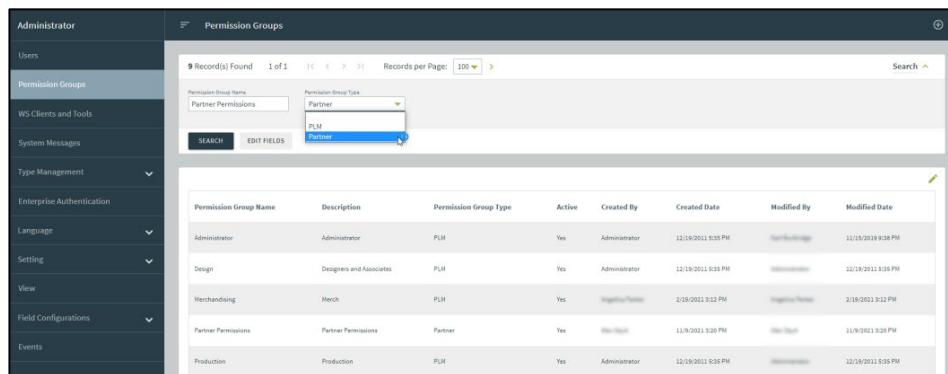 Administrator
Permission Groups
Users
Permission Groups
WS Clients and Tools
System Messages
Type Management
Enterprise Authentication
Language
Setting
View
Field Configurations
Events
9 Record(s) Found 1 of 1 Records per Page: 100 Search
Permission Group Name Permission Group Type
Partner Permissions Partner
PLM
Partner
SEARCH EDIT FIELDS
Permission Group Name Description Permission Group Type Active Created By Created Date Modified By Modified Date
Administrator Administrator PLM Yes Administrator 12/19/2011 5:35 PM 11/15/2019 9:38 PM
Design Designers and Associates PLM Yes Administrator 12/19/2011 5:35 PM 12/19/2011 5:35 PM
Merchandising Merch PLM Yes 2/19/2021 3:12 PM 2/19/2021 3:12 PM
Partner Permissions Partner Permissions Partner Yes 11/9/2021 3:20 PM 11/9/2021 3:20 PM
Production Production PLM Yes Administrator 12/19/2011 5:35 PM 12/19/2011 5:35 PM